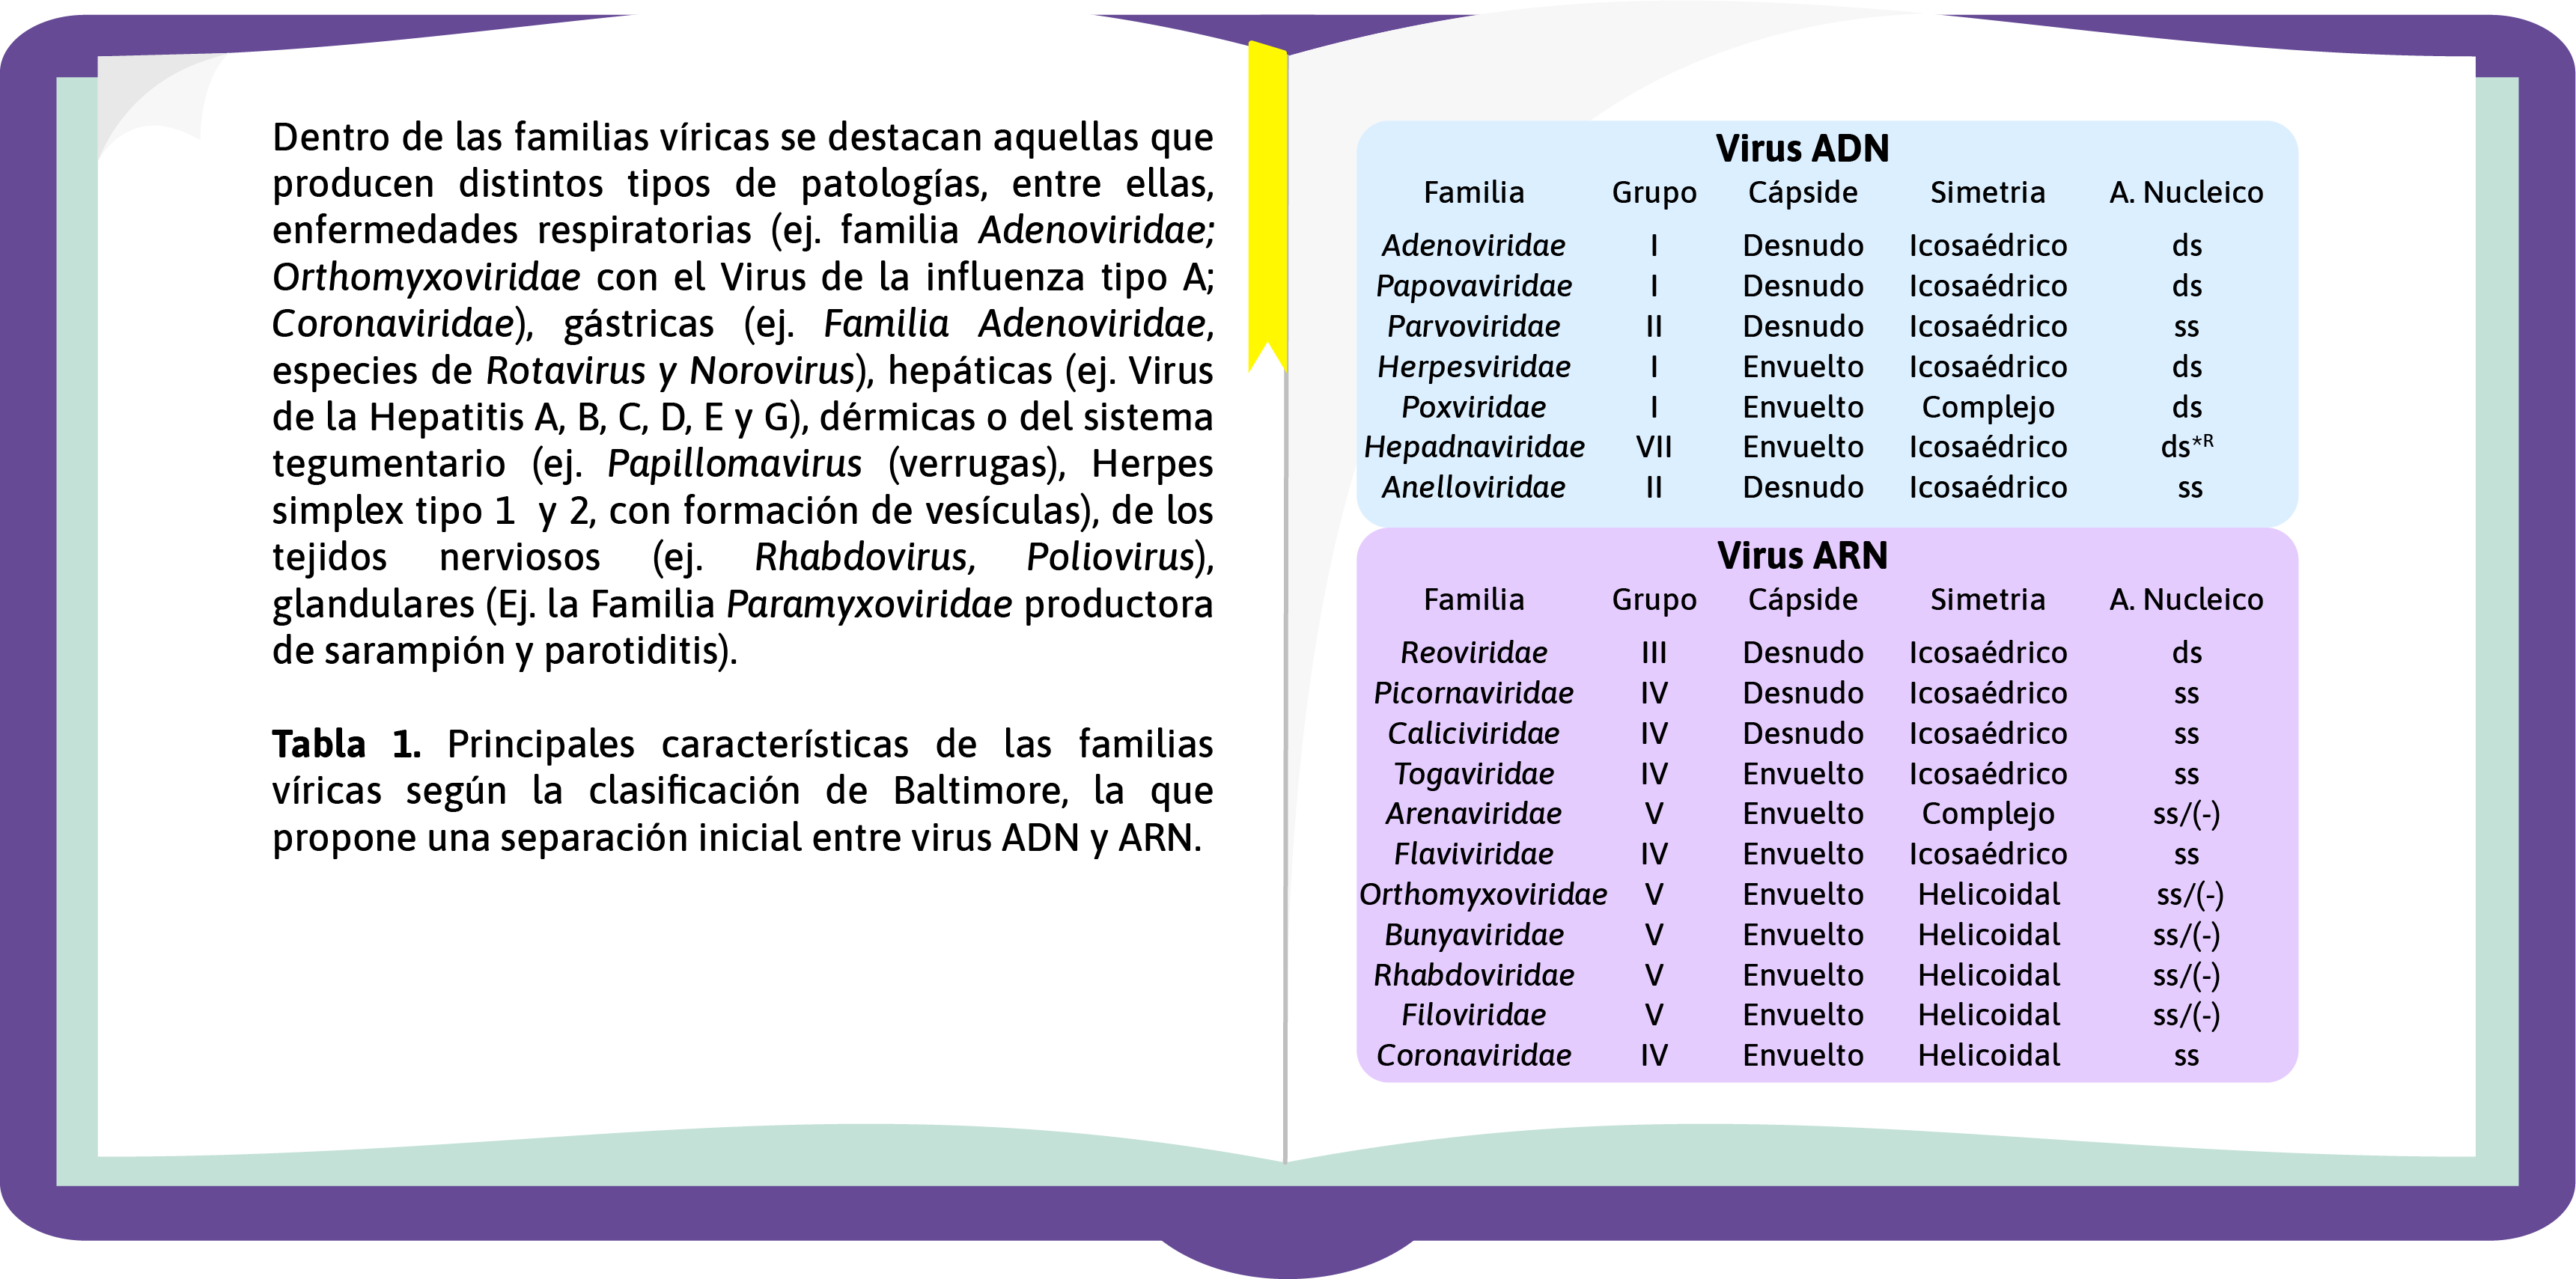 Dentro de las familias víricas se destacan aquellas que
producen distintos tipos de patologías, entre ellas,
enfermedades respiratorias (ej. familia Adenoviridae;
Orthomyxoviridae con el Virus de la influenza tipo A;
Coronaviridae), gástricas (ej. Familia Adenoviridae,
especies de Rotavirus y Norovirus), hepáticas (ej. Virus
de la Hepatitis A, B, C, D, E y G), dérmicas o del sistema
tegumentario (ej. Papillomavirus (verrugas), Herpes
simplex tipo 1 y 2, con formación de vesículas), de los
tejidos nerviosos (ej. Rhabdovirus, Poliovirus),
glandulares (Ej. la Familia Paramyxoviridae productora
de sarampión y parotiditis).
Tabla 1. Principales características de las familias
víricas según la clasificación de Baltimore, la que
propone una separación inicial entre virus ADN y ARN.
Virus ADN
Familia Grupo Cápside Simetria A. Nucleico
Adenoviridae I Desnudo Icosaédrico ds
Papovaviridae I Desnudo Icosaédrico ds
Parvoviridae II Desnudo Icosaédrico ss
Herpesviridae I Envuelto Icosaédrico ds
Poxviridae I Envuelto Complejo ds
Hepadnaviridae VII Envuelto Icosaédrico ds*R
Anelloviridae II Desnudo Icosaédrico ss
Virus ARN
Familia Grupo Cápside Simetria A. Nucleico
Reoviridae III Desnudo Icosaédrico ds
Picornaviridae IV Desnudo Icosaédrico ss
Caliciviridae IV Desnudo Icosaédrico ss
Togaviridae IV Envuelto Icosaédrico ss
Arenaviridae V Envuelto Complejo ss/(-)
Flaviviridae IV Envuelto Icosaédrico ss
Orthomyxoviridae V Envuelto Helicoidal ss/(-)
Bunyaviridae V Envuelto Helicoidal ss/(-)
Rhabdoviridae V Envuelto Helicoidal ss/(-)
Filoviridae V Envuelto Helicoidal ss/(-)
Coronaviridae IV Envuelto Helicoidal ss